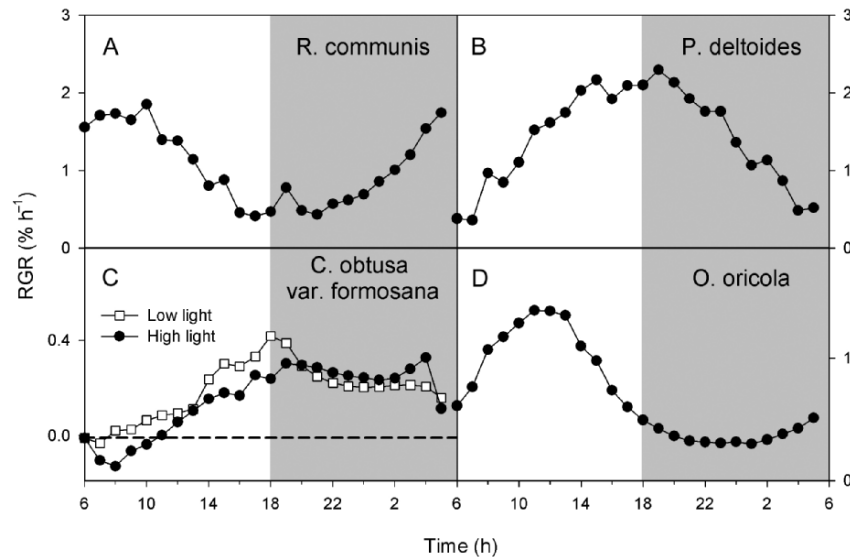 3
A
R. communis
B
P. deltoides
3
2
2
1
1
0
0
RGR (% h⁻¹)
C
C. obtusa
var. formosana
D
O. oricola
Low light
High light
0.4
1
0.0
0
6 10 14 18 22 2 6 10 14 18 22 2 6
Time (h)